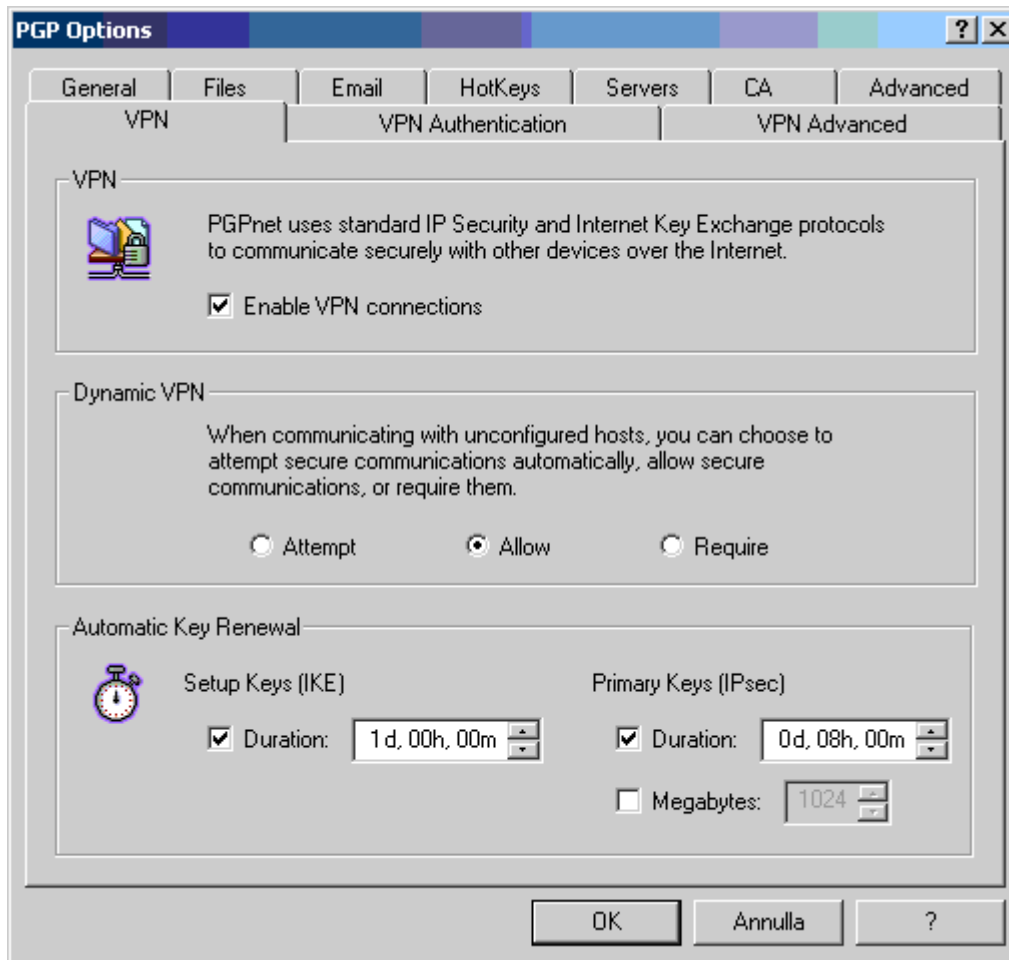 PGP Options
General Files Email HotKeys Servers CA Advanced
VPN VPN Authentication VPN Advanced
VPN
PGPnet uses standard IP Security and Internet Key Exchange protocols
to communicate securely with other devices over the Internet.
Enable VPN connections
Dynamic VPN
When communicating with unconfigured hosts, you can choose to
attempt secure communications automatically, allow secure
communications, or require them.
Attempt Allow Require
Automatic Key Renewal
Setup Keys (IKE) Primary Keys (IPsec)
Duration: 1d, 00h, 00m Duration: 0d, 08h, 00m
Megabytes: 1024
OK Annulla ?